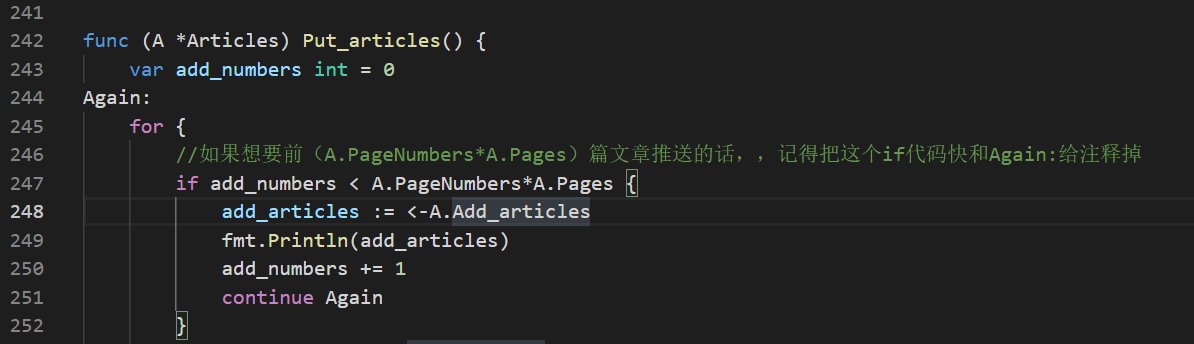 241
242 func (A *Articles) Put_articles() {
243 var add_numbers int = 0
244 Again:
245 for {
246 //如果想要前（A.PageNumbers*A.Pages）篇文章推送的话，，记得把这个if代码快和Again:给注释掉
247 if add_numbers < A.PageNumbers*A.Pages {
248 add_articles := <-A.Add_articles
249 fmt.Println(add_articles)
250 add_numbers += 1
251 continue Again
252 }